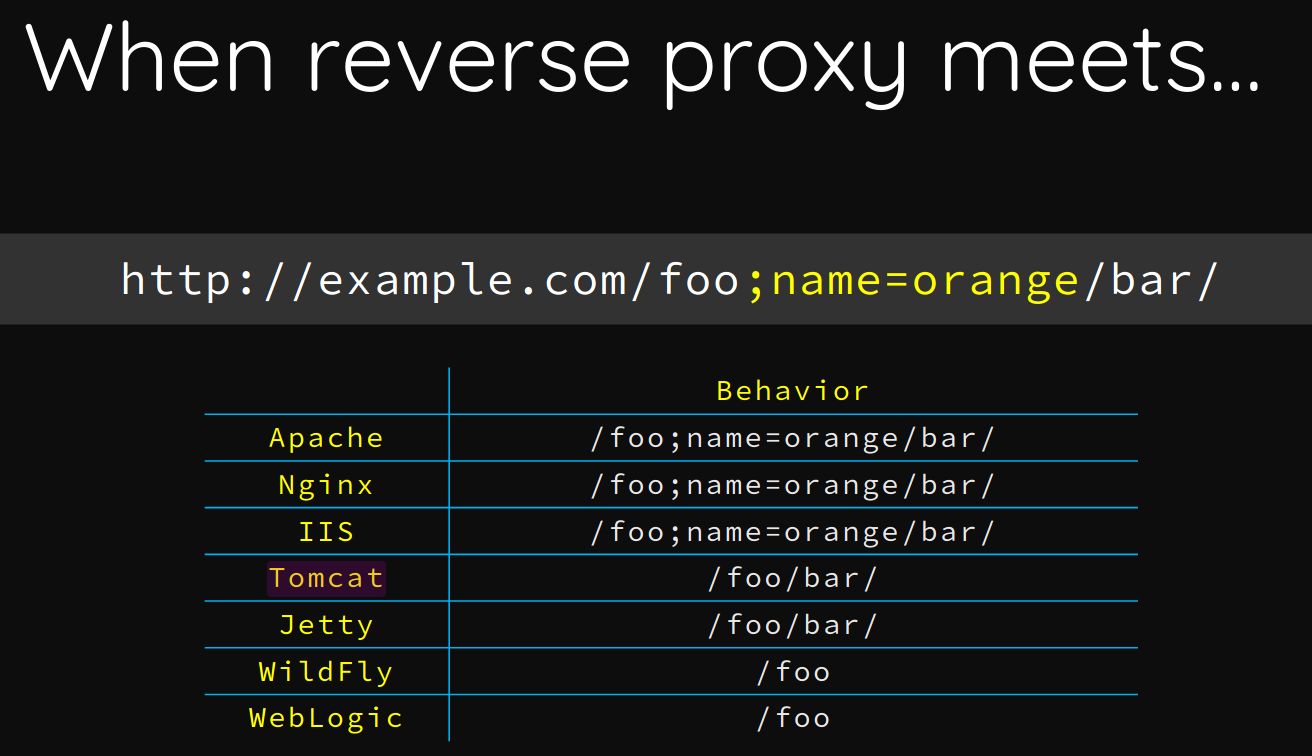 When reverse proxy meets...
http://example.com/foo;name=orange/bar/
Behavior
Apache /foo;name=orange/bar/
Nginx /foo;name=orange/bar/
IIS /foo;name=orange/bar/
Tomcat /foo/bar/
Jetty /foo/bar/
WildFly /foo
WebLogic /foo